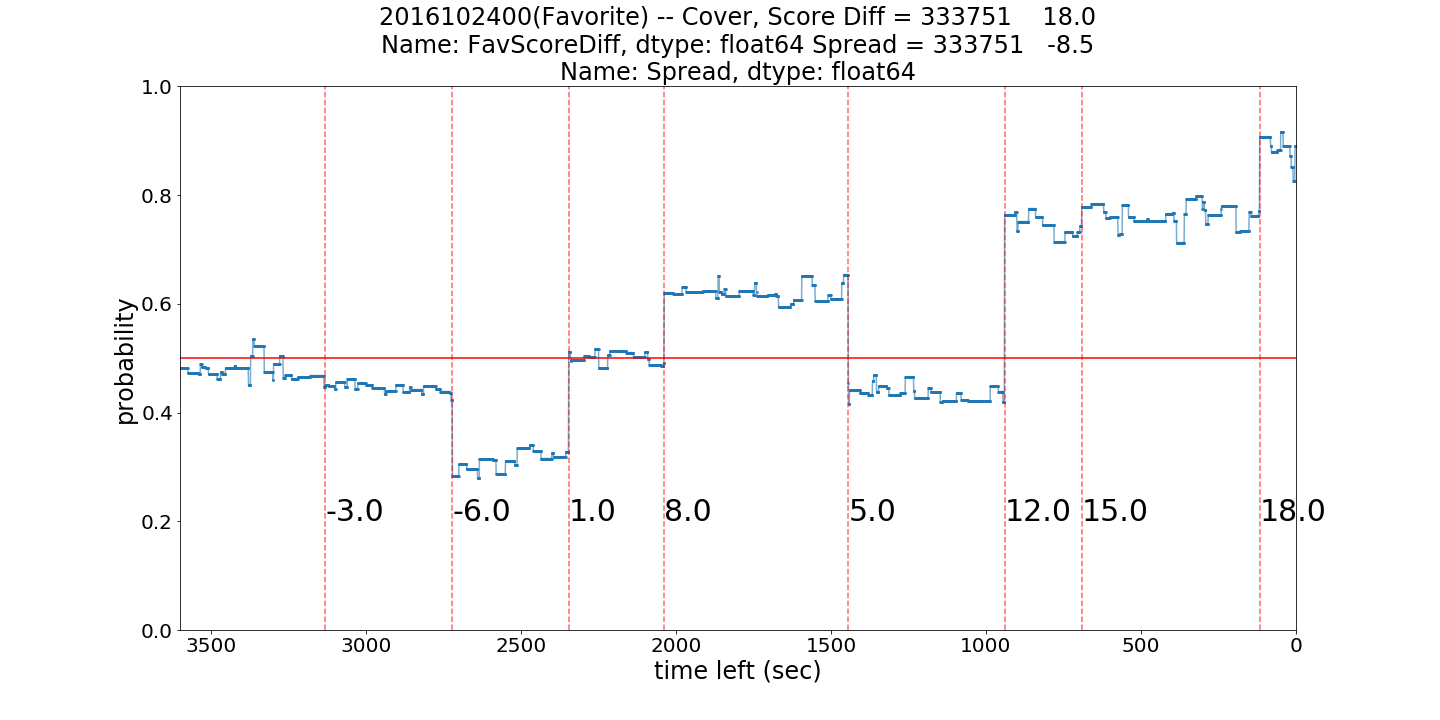 2016102400(Favorite) -- Cover, Score Diff = 333751    18.0
Name: FavScoreDiff, dtype: float64 Spread = 333751   -8.5
Name: Spread, dtype: float64
1.0
0.8
0.6
0.4
0.2
0.0
probability
-3.0 -6.0 1.0 8.0 5.0 12.0 15.0 18.0
3500 3000 2500 2000 1500 1000 500 0
time left (sec)